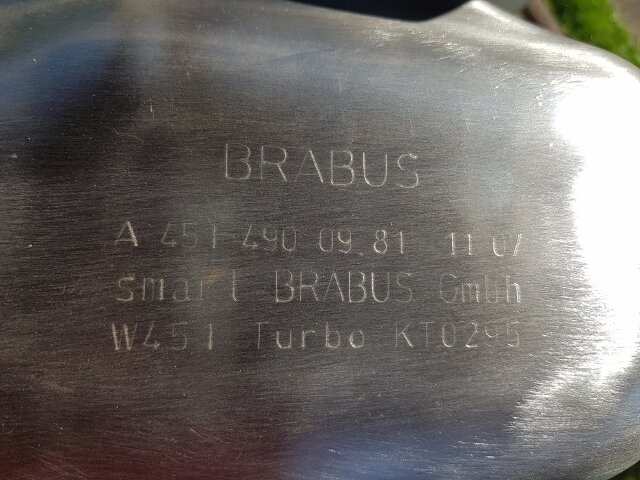 BRABUS
A 451 490 09.81 11 07
smart BRABUS Gmbh
W451 Turbo KT0295